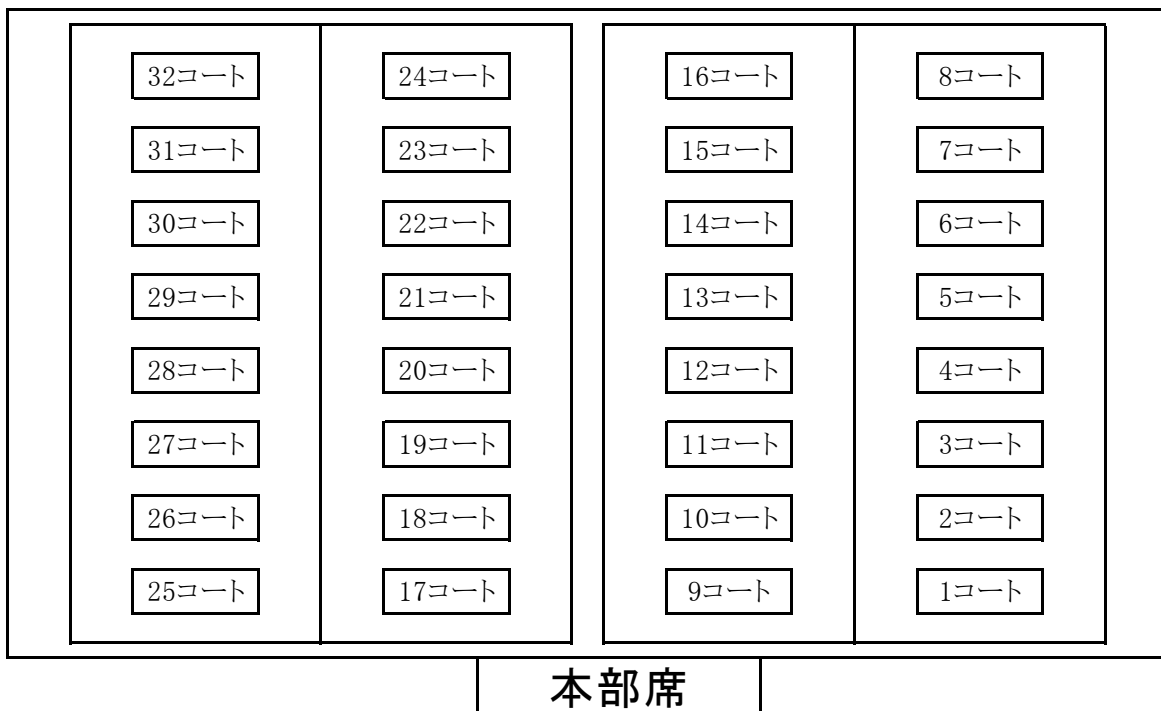 32コート 24コート 16コート 8コート
31コート 23コート 15コート 7コート
30コート 22コート 14コート 6コート
29コート 21コート 13コート 5コート
28コート 20コート 12コート 4コート
27コート 19コート 11コート 3コート
26コート 18コート 10コート 2コート
25コート 17コート 9コート 1コート
本部席